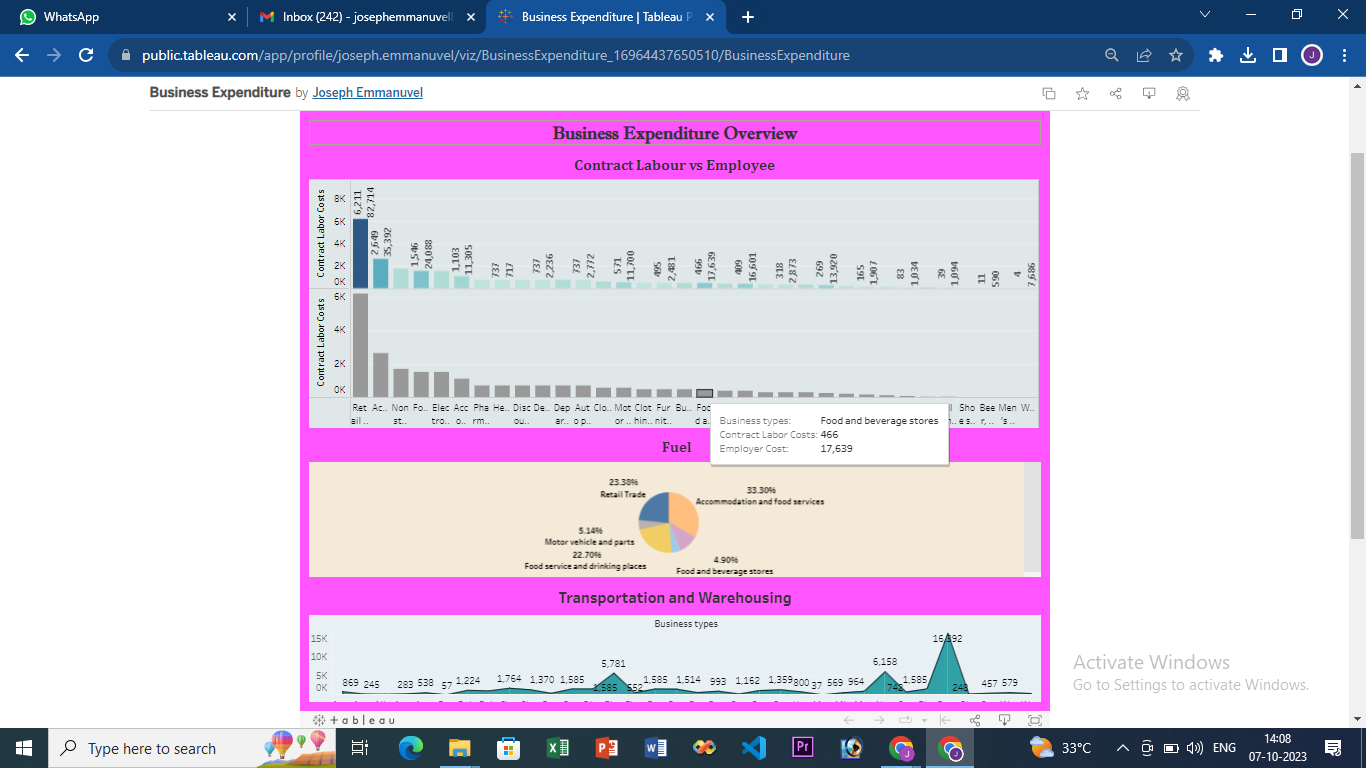 WhatsApp
Inbox (242) - josephemmanuvel
Business Expenditure | Tableau P
public.tableau.com/app/profile/joseph.emmanuvel/viz/BusinessExpenditure_16964437650510/BusinessExpenditure
Business Expenditure by Joseph Emmanuvel
Business Expenditure Overview
Contract Labour vs Employee
Contract Labor Costs
8K
6K
4K
2K
0K
6,211
82,714
2,649
35,392
1,546
24,088
1,103
11,305
737
717
737
2,236
737
2,772
571
11,700
495
2,481
466
17,639
409
16,601
318
2,873
269
13,920
165
1,907
83
1,034
39
1,094
11
590
4
7,686
Contract Labor Costs
6K
4K
2K
0K
Ret ail ..
Ac..
Non st..
Fo..
Elec tro..
Acc o..
Pha rm..
He..
Disc ou..
De..
Dep ar..
Aut o p..
Clo..
Mot or ..
Clot hin..
Fur nit..
Bu..
Foo d a.
Sho e s..
Bee r, ..
Men 's ..
W..
Business types: Food and beverage stores
Contract Labor Costs: 466
Employer Cost: 17,639
Fuel
23.38%
Retail Trade
33.30%
Accommodation and food services
5.14%
Motor vehicle and parts
22.70%
Food service and drinking places
4.90%
Food and beverage stores
Transportation and Warehousing
Business types
15K
10K
5K
0K
869 245 283 538 57 1,224 1,764 1,370 1,585 5,781 1,585 552 1,585 1,514 993 1,162 1,359 800 37 569 964 6,158 742 1,585 16,392 248 457 579
+ableau
Activate Windows
Go to Settings to activate Windows.
Type here to search
33°C
ENG
14:08
07-10-2023